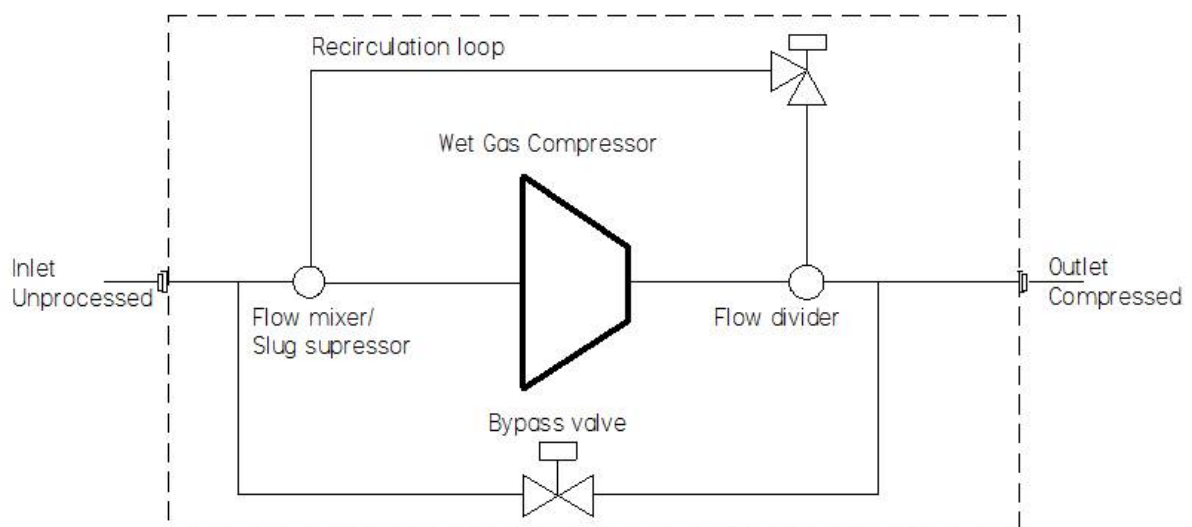 Recirculation loop
Wet Gas Compressor
Inlet
Unprocessed
Flow mixer/
Slug supressor
Flow divider
Outlet
Compressed
Bypass valve